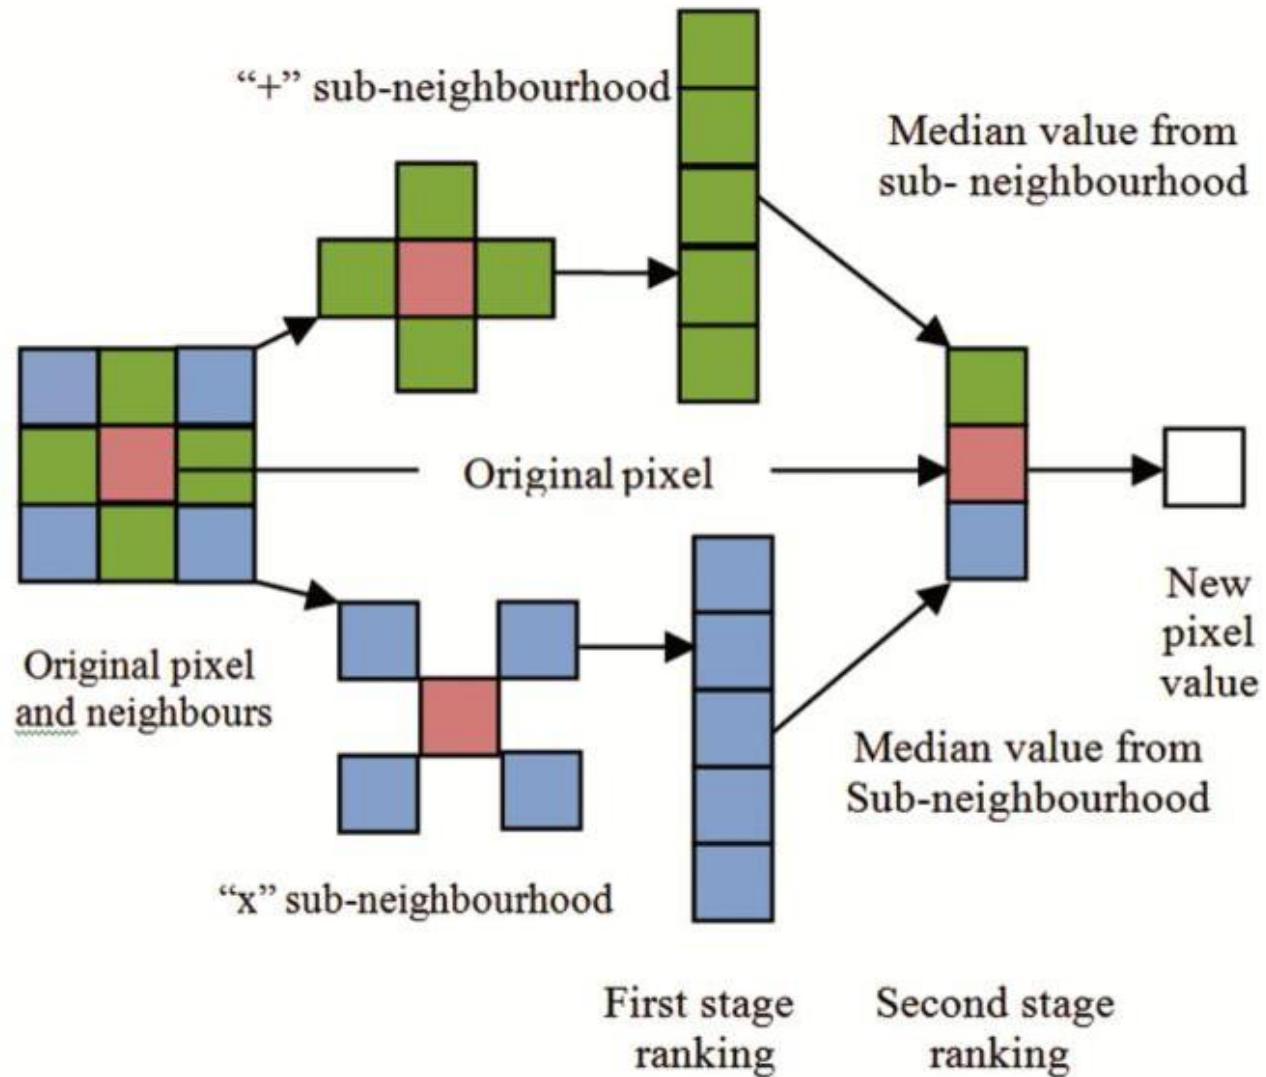 “+” sub-neighbourhood
Median value from
sub- neighbourhood
Original pixel
Original pixel
and neighbours
New
pixel
value
Median value from
Sub-neighbourhood
“x” sub-neighbourhood
First stage
ranking
Second stage
ranking